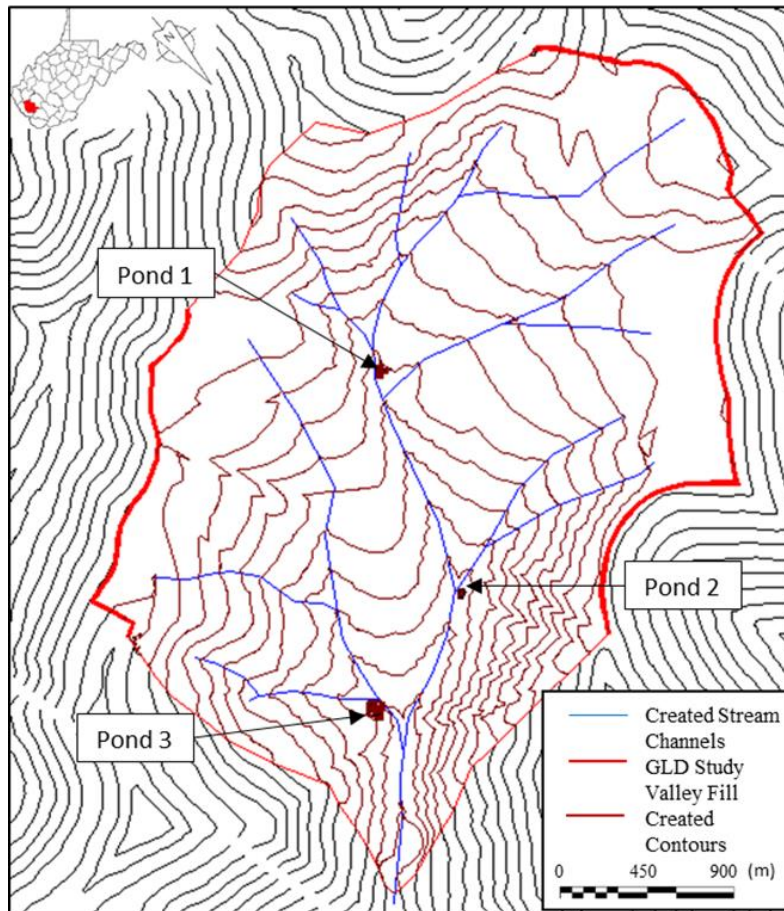 Pond 1
Pond 2
Pond 3
Created Stream
Channels
GLD Study
Valley Fill
Created
Contours
0 450 900 (m)